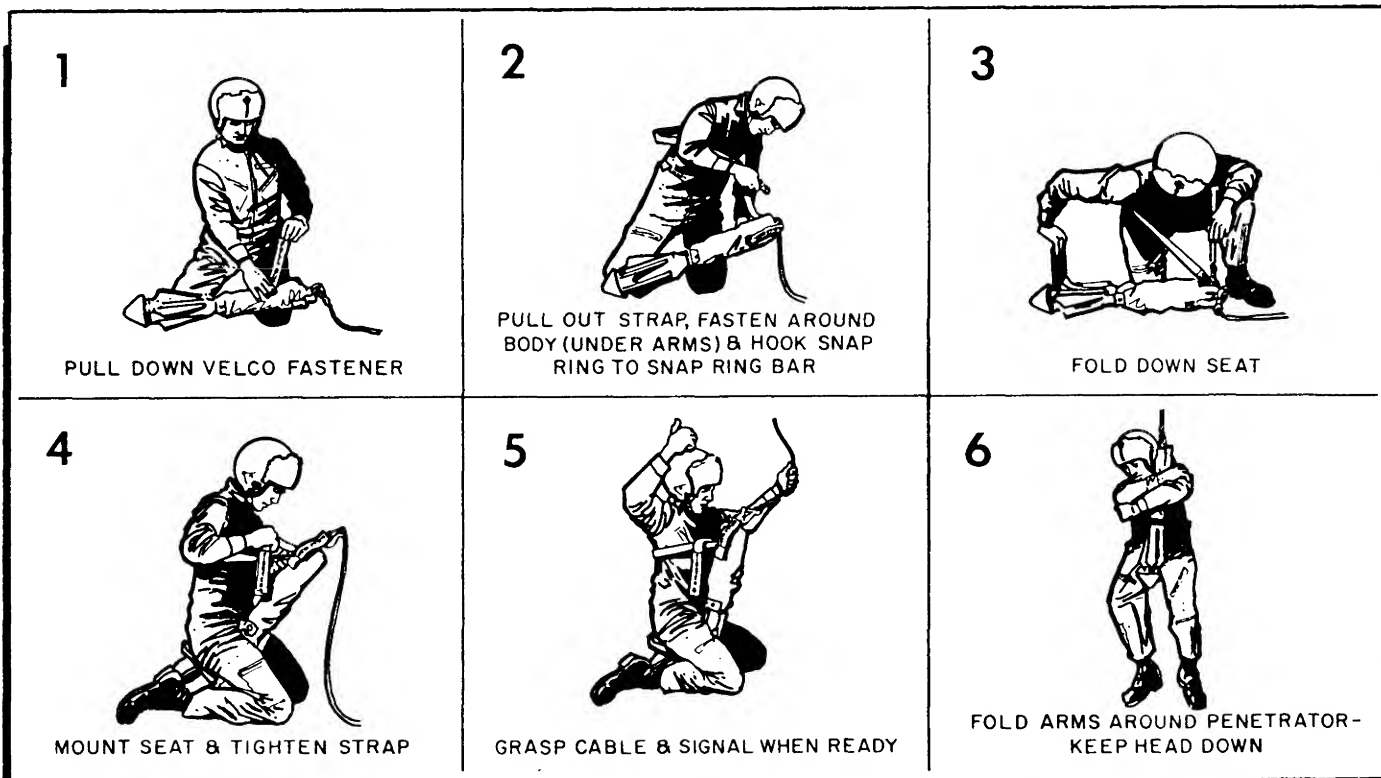 1
PULL DOWN VELCO FASTENER
2
PULL OUT STRAP, FASTEN AROUND
BODY (UNDER ARMS) & HOOK SNAP
RING TO SNAP RING BAR
3
FOLD DOWN SEAT
4
MOUNT SEAT & TIGHTEN STRAP
5
GRASP CABLE & SIGNAL WHEN READY
6
FOLD ARMS AROUND PENETRATOR-
KEEP HEAD DOWN